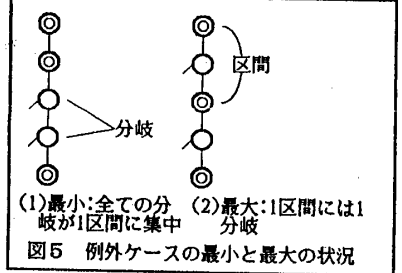 区間
分岐
(1)最小:全ての分
岐が1区間に集中
(2)最大:1区間には1
分岐
図5 例外ケースの最小と最大の状況